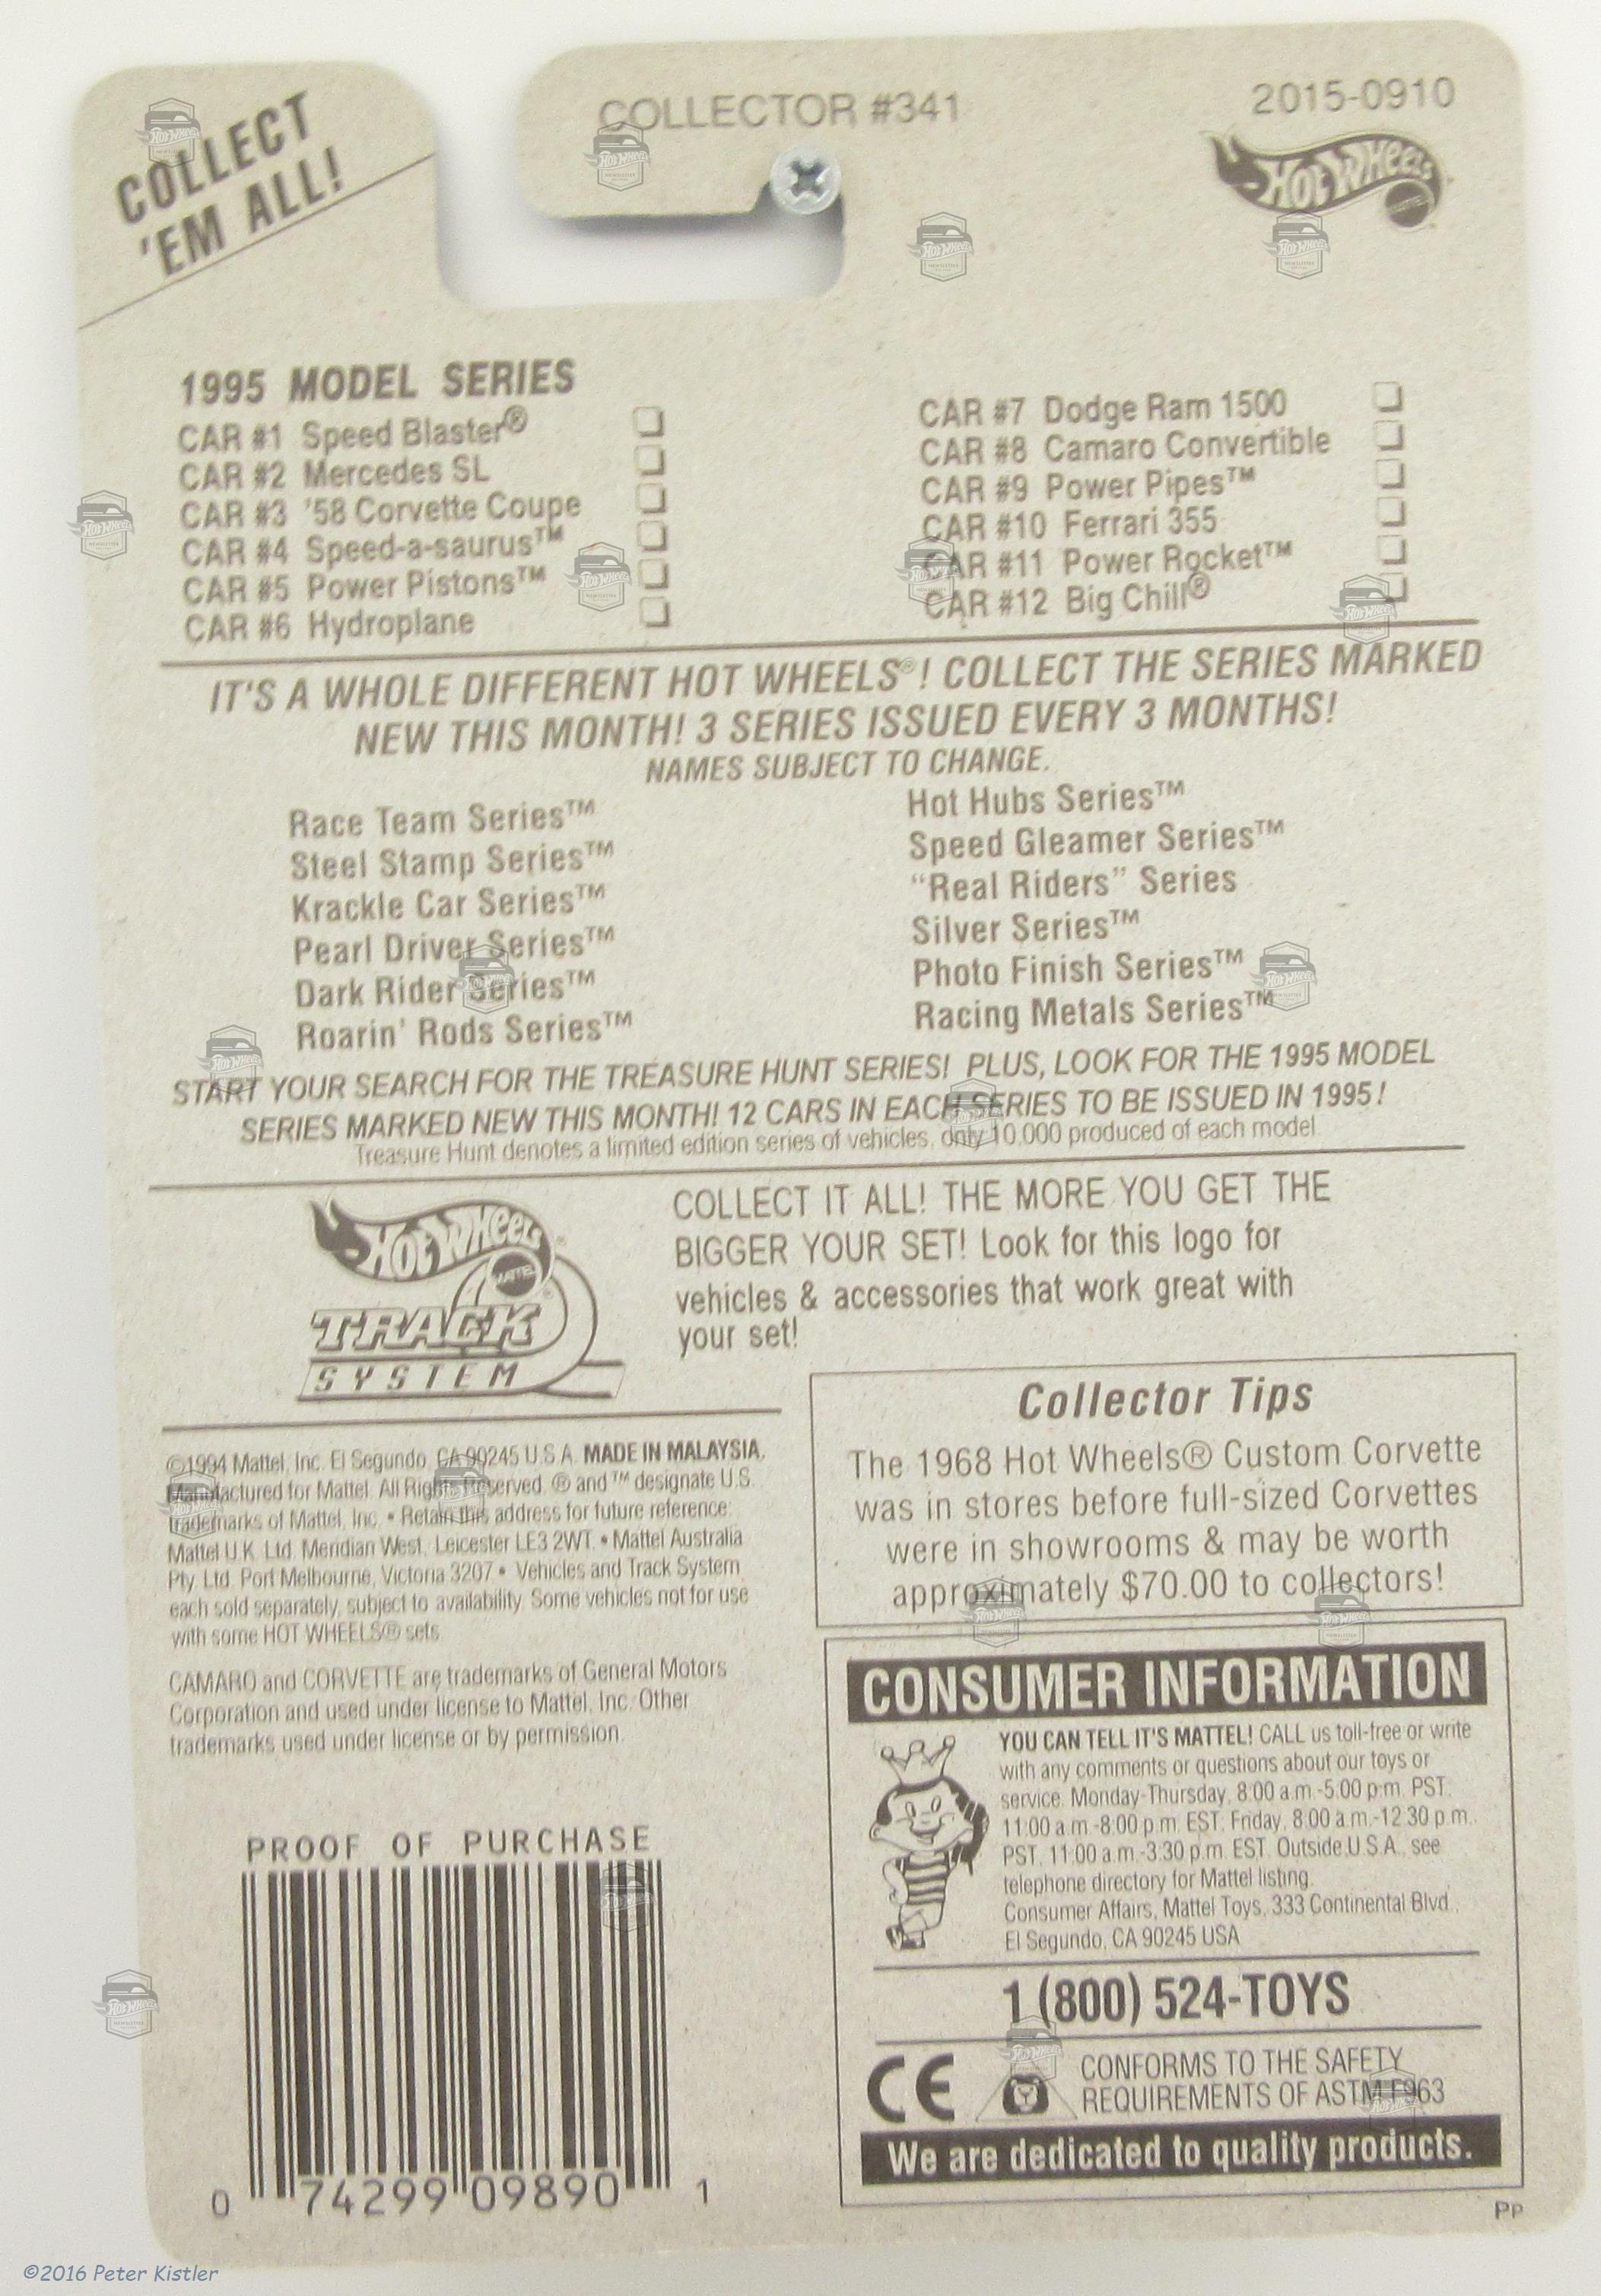 COLLECT
'EM ALL!
COLLECTOR #341
2015-0910
HOT WHEELS
1995 MODEL SERIES
CAR #1 Speed Blaster®
CAR #2 Mercedes SL
CAR #3 '58 Corvette Coupe
CAR #4 Speed-a-saurus™
CAR #5 Power Pistons™
CAR #6 Hydroplane
CAR #7 Dodge Ram 1500
CAR #8 Camaro Convertible
CAR #9 Power Pipes™
CAR #10 Ferrari 355
CAR #11 Power Rocket™
CAR #12 Big Chill®
IT'S A WHOLE DIFFERENT HOT WHEELS®! COLLECT THE SERIES MARKED
NEW THIS MONTH! 3 SERIES ISSUED EVERY 3 MONTHS!
NAMES SUBJECT TO CHANGE.
Race Team Series™
Steel Stamp Series™
Krackle Car Series™
Pearl Driver Series™
Dark Rider Series™
Roarin' Rods Series™
Hot Hubs Series™
Speed Gleamer Series™
"Real Riders" Series
Silver Series™
Photo Finish Series™
Racing Metals Series™
START YOUR SEARCH FOR THE TREASURE HUNT SERIES! PLUS, LOOK FOR THE 1995 MODEL
SERIES MARKED NEW THIS MONTH! 12 CARS IN EACH SERIES TO BE ISSUED IN 1995!
Treasure Hunt denotes a limited edition series of vehicles, only 10,000 produced of each model
HOT WHEELS
MATTEL
TRACK
SYSTEM
COLLECT IT ALL! THE MORE YOU GET THE
BIGGER YOUR SET! Look for this logo for
vehicles & accessories that work great with
your set!
©1994 Mattel, Inc. El Segundo, CA 90245 U.S.A. MADE IN MALAYSIA.
Manufactured for Mattel. All Rights Reserved. ® and ™ designate U.S.
trademarks of Mattel, Inc. • Retain this address for future reference:
Mattel U.K. Ltd. Meridian West, Leicester LE3 2WT. • Mattel Australia
Pty. Ltd. Port Melbourne, Victoria 3207 • Vehicles and Track System
each sold separately, subject to availability. Some vehicles not for use
with some HOT WHEELS® sets.
CAMARO and CORVETTE are trademarks of General Motors
Corporation and used under license to Mattel, Inc. Other
trademarks used under license or by permission.
Collector Tips
The 1968 Hot Wheels® Custom Corvette
was in stores before full-sized Corvettes
were in showrooms & may be worth
approximately $70.00 to collectors!
CONSUMER INFORMATION
YOU CAN TELL IT'S MATTEL! CALL us toll-free or write
with any comments or questions about our toys or
service. Monday-Thursday, 8:00 a.m.-5:00 p.m. PST.
11:00 a.m.-8:00 p.m. EST. Friday, 8:00 a.m.-12:30 p.m.
PST, 11:00 a.m.-3:30 p.m. EST. Outside U.S.A., see
telephone directory for Mattel listing.
Consumer Affairs, Mattel Toys, 333 Continental Blvd.,
El Segundo, CA 90245 USA
1 (800) 524-TOYS
CE
CONFORMS TO THE SAFETY
REQUIREMENTS OF ASTM F963
We are dedicated to quality products.
PROOF OF PURCHASE
0 74299 09890 1
PP
©2016 Peter Kistler